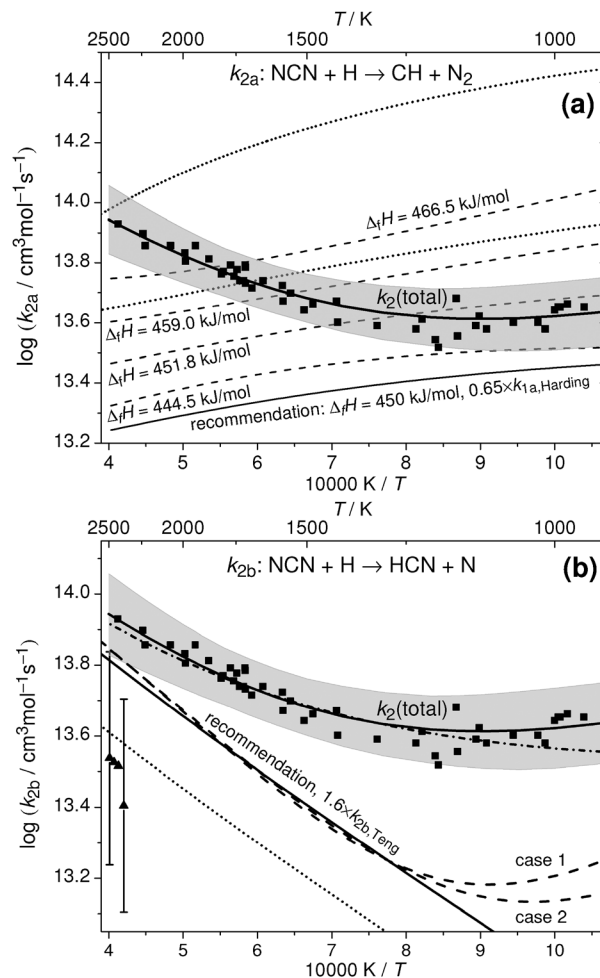 T / K
2500 2000 1500 1000
k₂ₐ: NCN + H → CH + N₂
(a)
14.4
14.2
14.0
13.8
13.6
13.4
13.2
log (k₂ₐ / cm³mol⁻¹s⁻¹)
ΔfH = 466.5 kJ/mol
k₂(total)
ΔfH = 459.0 kJ/mol
ΔfH = 451.8 kJ/mol
ΔfH = 444.5 kJ/mol
recommendation: ΔfH = 450 kJ/mol, 0.65×k₁ₐ,Harding
4 5 6 7 8 9 10
10000 K / T
T / K
2500 2000 1500 1000
k₂b: NCN + H → HCN + N
(b)
14.0
13.8
13.6
13.4
13.2
13.0
log (k₂b / cm³mol⁻¹s⁻¹)
k₂(total)
recommendation, 1.6×k₂b,Teng
case 1
case 2
4 5 6 7 8 9 10
10000 K / T